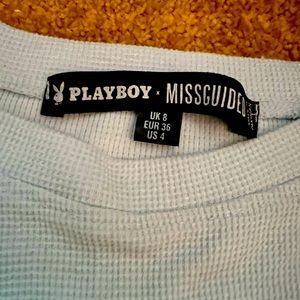 PLAYBOY × MISSGUIDED
UK 8
EUR 36
US 4